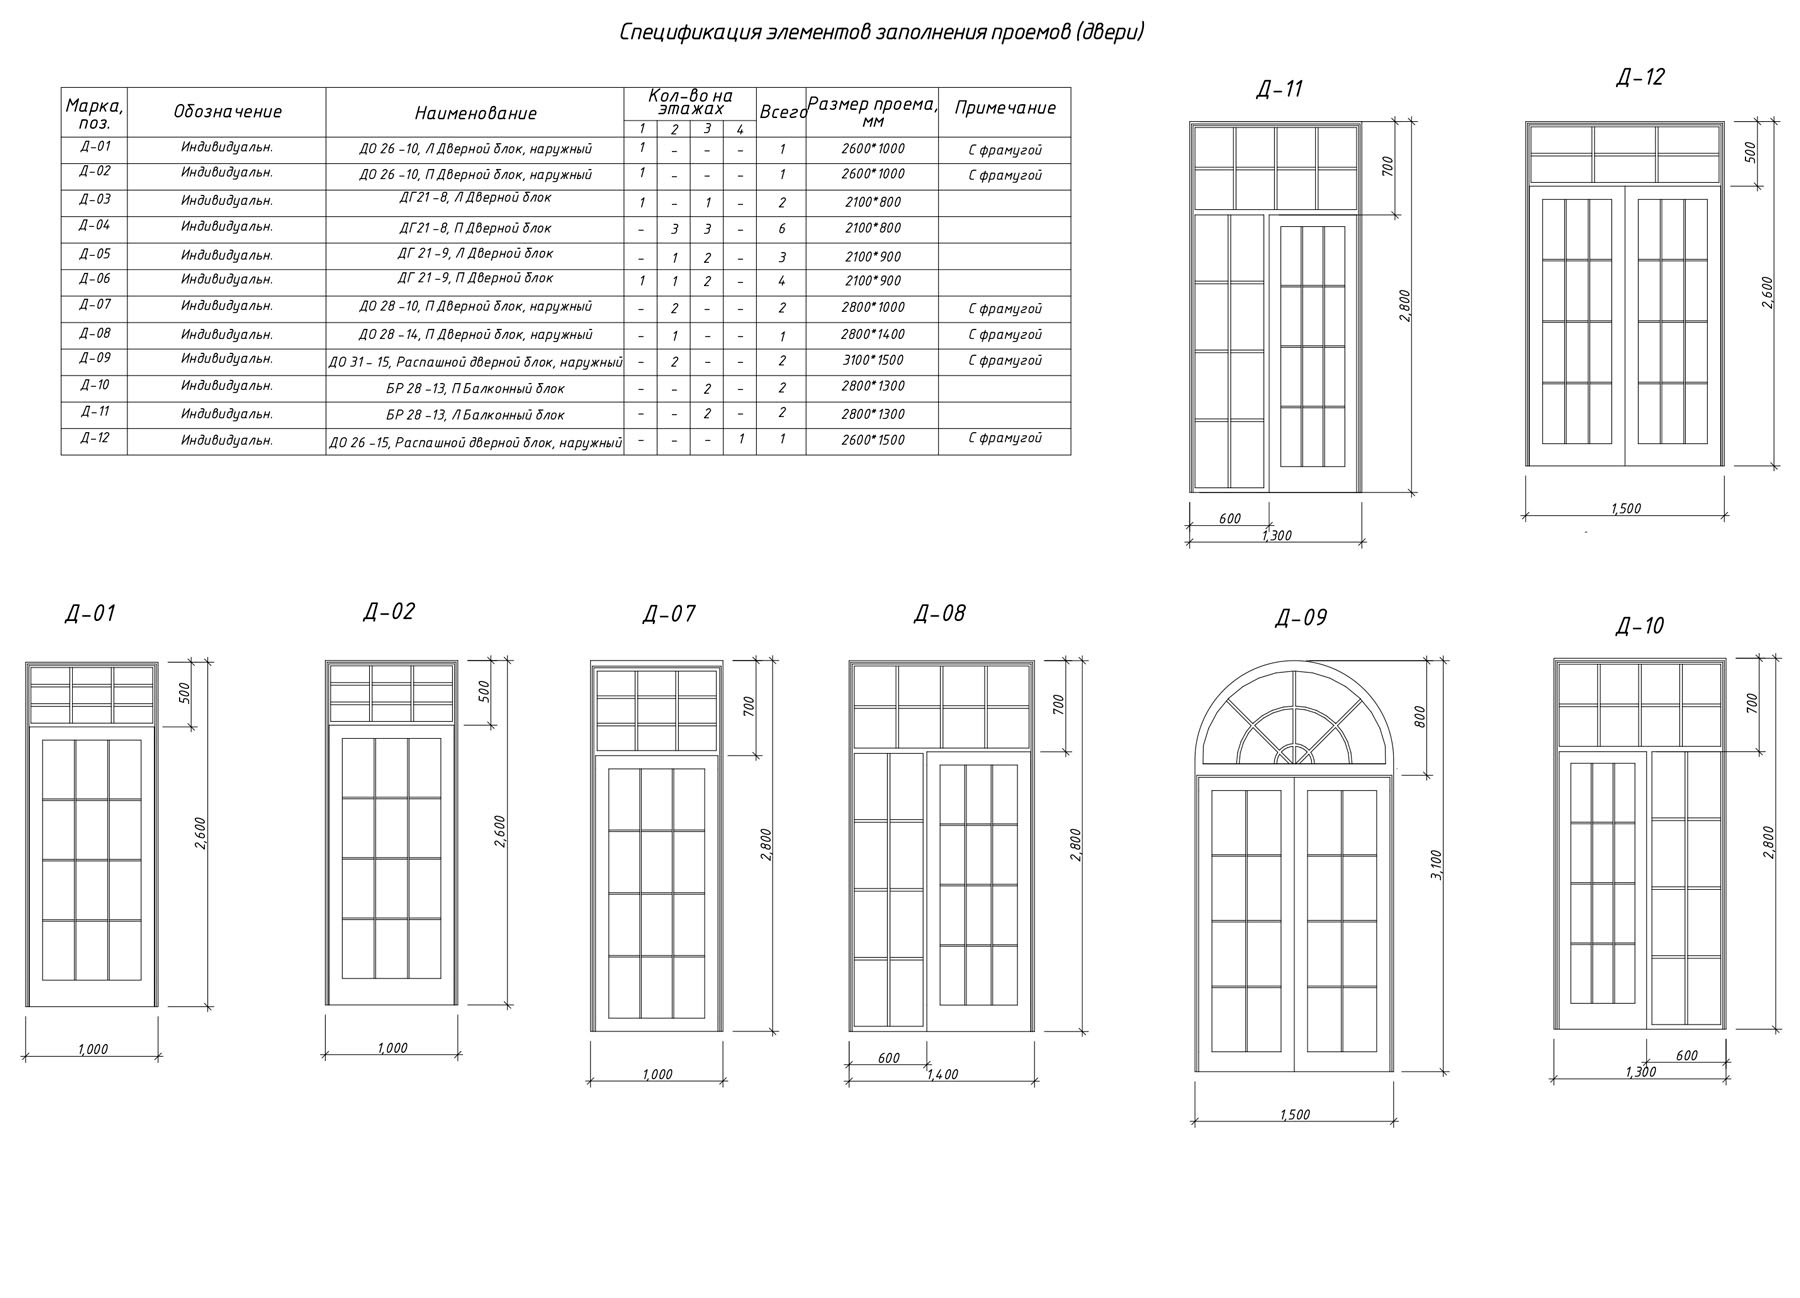 Спецификация элементов заполнения проемов (двери)
Марка, поз. Обозначение Наименование Кол-во на этажах Всего Размер проема, мм Примечание
1 2 3 4
Д-01 Индивидуальн. ДО 26 -10, Л Дверной блок, наружный 1 - - - 1 2600*1000 С фрамугой
Д-02 Индивидуальн. ДО 26 -10, П Дверной блок, наружный 1 - - - 1 2600*1000 С фрамугой
Д-03 Индивидуальн. ДГ21-8, Л Дверной блок 1 - 1 - 2 2100*800
Д-04 Индивидуальн. ДГ21-8, П Дверной блок - 3 3 - 6 2100*800
Д-05 Индивидуальн. ДГ 21-9, Л Дверной блок - 1 2 - 3 2100*900
Д-06 Индивидуальн. ДГ 21-9, П Дверной блок 1 1 2 - 4 2100*900
Д-07 Индивидуальн. ДО 28 -10, П Дверной блок, наружный - 2 - - 2 2800*1000 С фрамугой
Д-08 Индивидуальн. ДО 28 -14, П Дверной блок, наружный - 1 - - 1 2800*1400 С фрамугой
Д-09 Индивидуальн. ДО 31 - 15, Распашной дверной блок, наружный - 2 - - 2 3100*1500 С фрамугой
Д-10 Индивидуальн. БР 28 -13, П Балконный блок - - 2 - 2 2800*1300
Д-11 Индивидуальн. БР 28 -13, Л Балконный блок - - 2 - 2 2800*1300
Д-12 Индивидуальн. ДО 26 -15, Распашной дверной блок, наружный - - - 1 1 2600*1500 С фрамугой
Д-11
700
2,800
600
1,300
Д-12
500
2,600
1,500
Д-01
500
2,600
1,000
Д-02
500
2,600
1,000
Д-07
700
2,800
1,000
Д-08
700
2,800
600
1,400
Д-09
800
3,100
1,500
Д-10
700
2,800
600
1,300